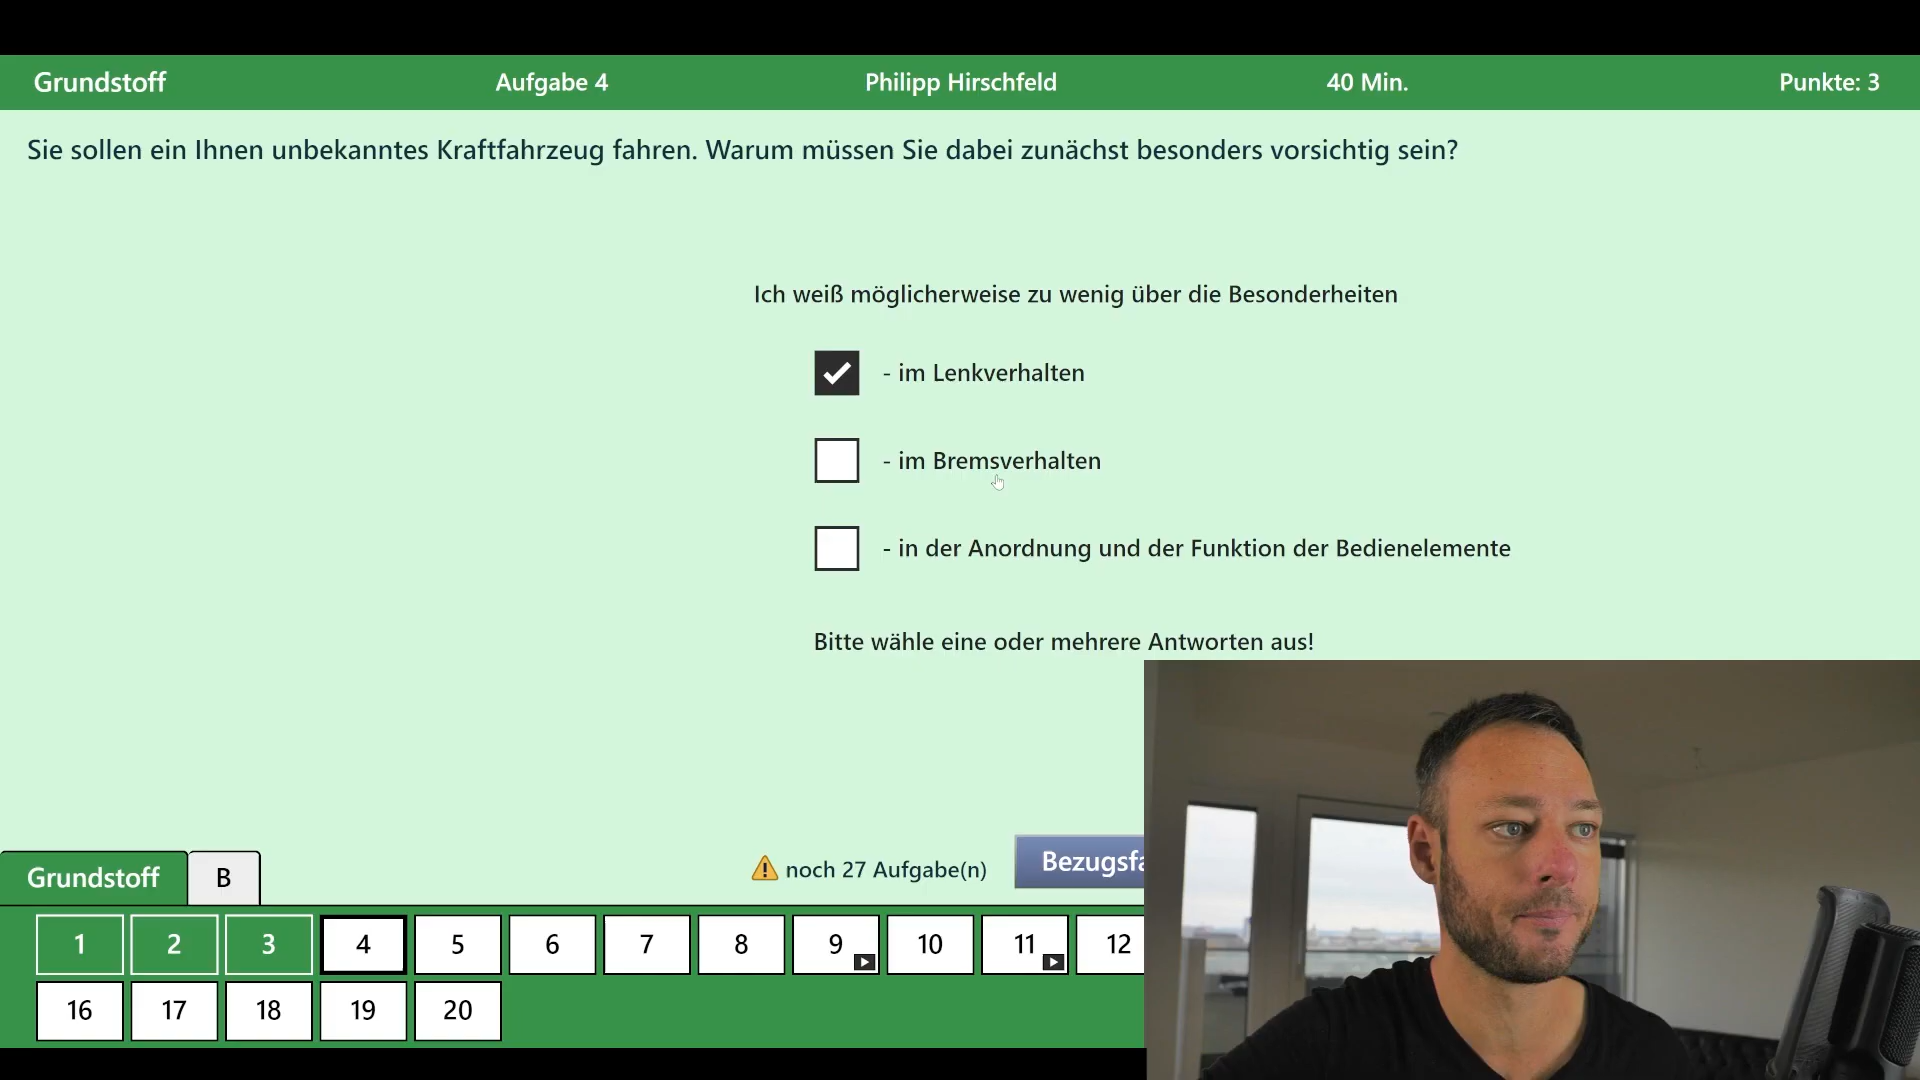 Grundstoff Aufgabe 4 Philipp Hirschfeld 40 Min. Punkte: 3
Sie sollen ein Ihnen unbekanntes Kraftfahrzeug fahren. Warum müssen Sie dabei zunächst besonders vorsichtig sein?
Ich weiß möglicherweise zu wenig über die Besonderheiten
- im Lenkverhalten
- im Bremsverhalten
- in der Anordnung und der Funktion der Bedienelemente
Bitte wähle eine oder mehrere Antworten aus!
noch 27 Aufgabe(n) Bezugsfa
Grundstoff B
1 2 3 4 5 6 7 8 9 10 11 12
16 17 18 19 20